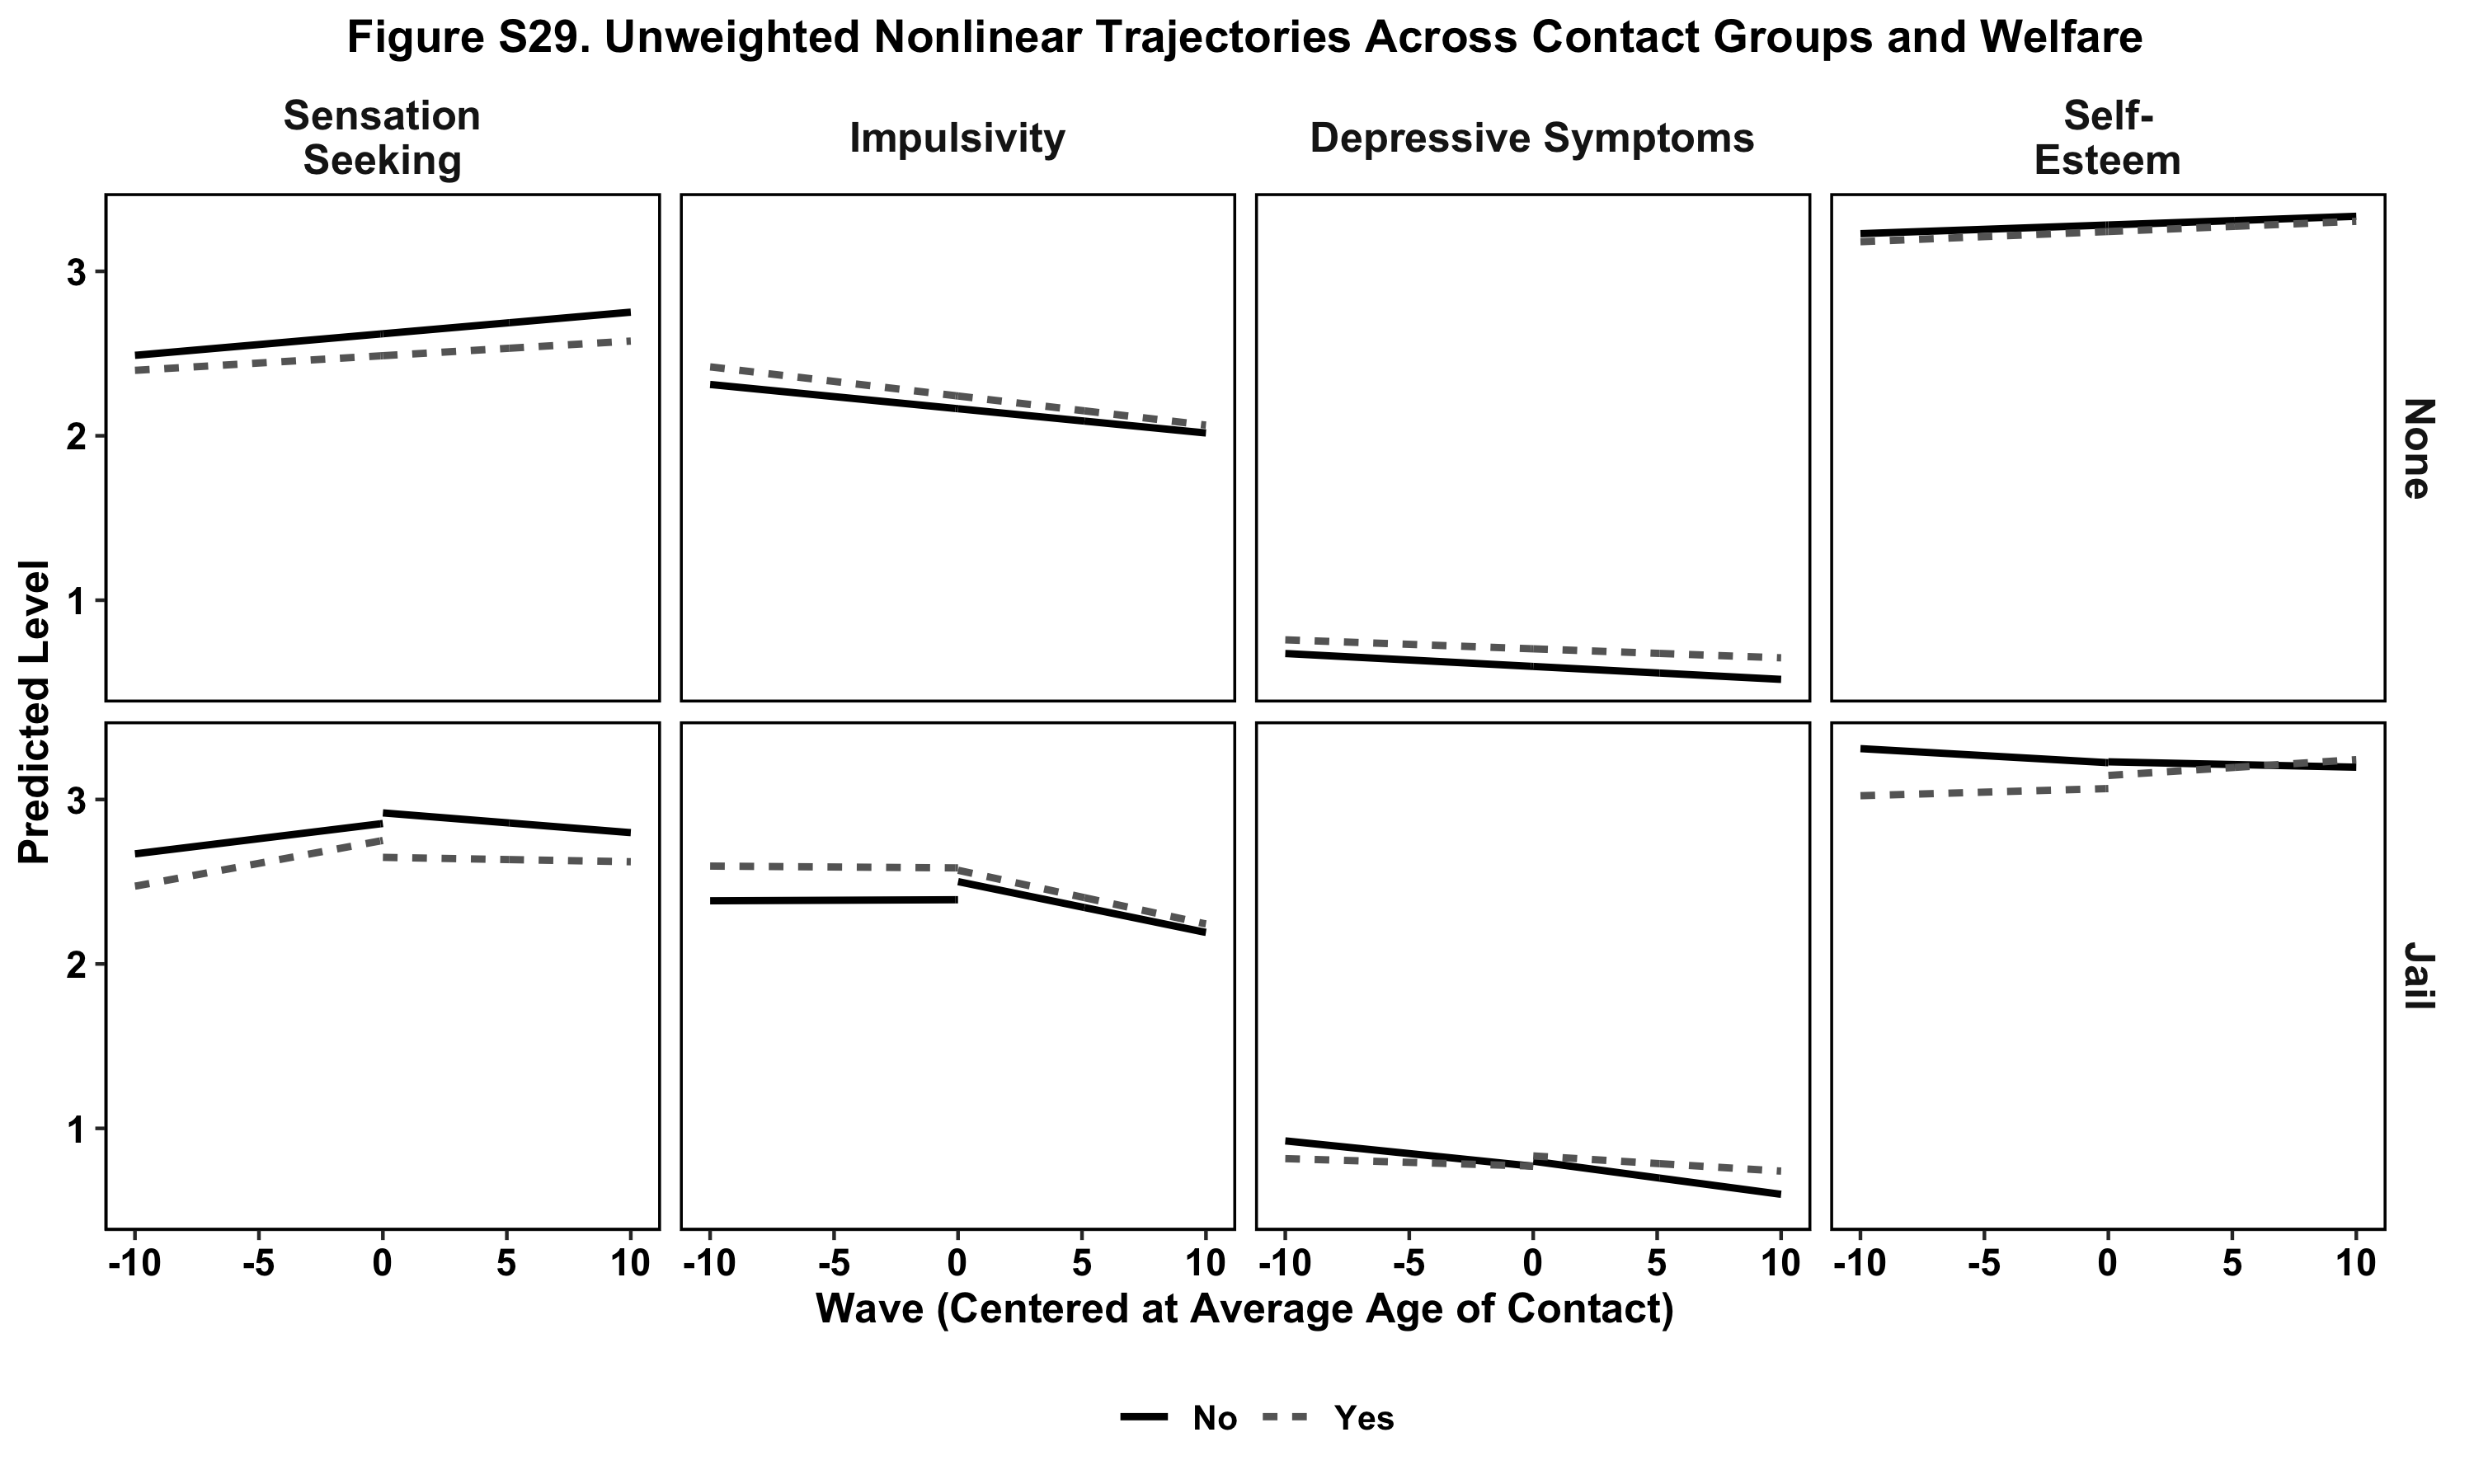 Figure S29. Unweighted Nonlinear Trajectories Across Contact Groups and Welfare
Sensation
Seeking
Impulsivity
Depressive Symptoms
Self-
Esteem
Predicted Level
3
2
1
None
3
2
1
Jail
-10 -5 0 5 10 -10 -5 0 5 10 -10 -5 0 5 10 -10 -5 0 5 10
Wave (Centered at Average Age of Contact)
No Yes